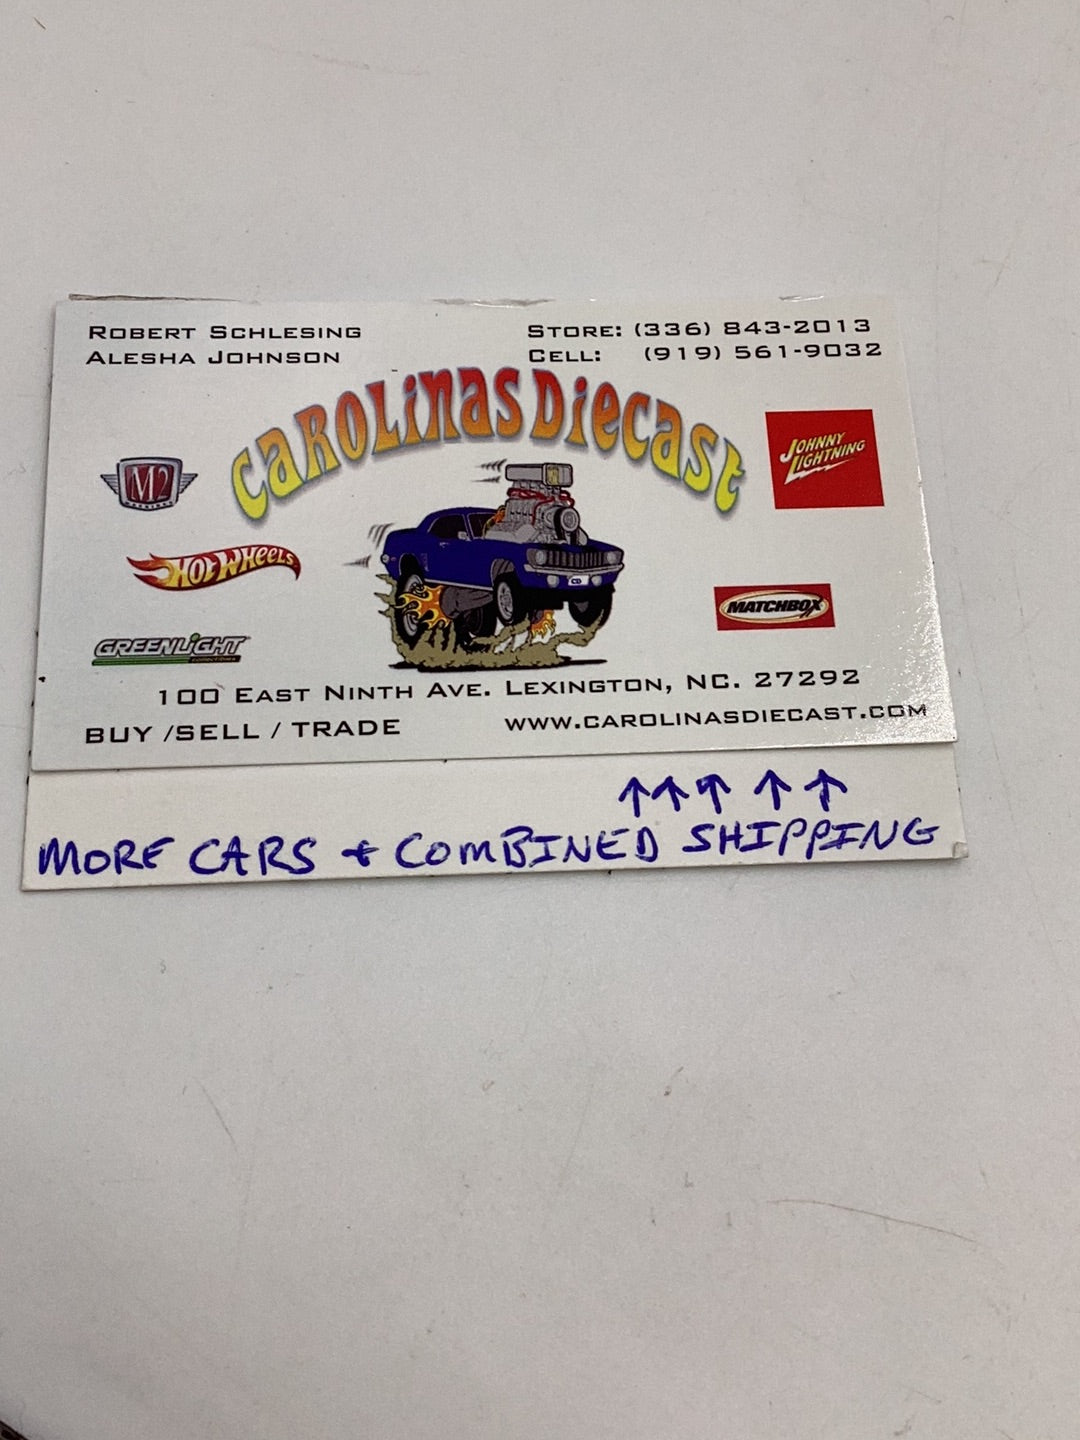 ROBERT SCHLESING
ALESHA JOHNSON
STORE: (336) 843-2013
CELL: (919) 561-9032
CAROLINAS DIECAST
M2
JOHNNY LIGHTNING
HOT WHEELS
CD
MATCHBOX
GREENLIGHT
100 EAST NINTH AVE. LEXINGTON, NC. 27292
BUY /SELL / TRADE
WWW.CAROLINASDIECAST.COM
↑↑↑ ↑ ↑
MORE CARS + COMBINED SHIPPING